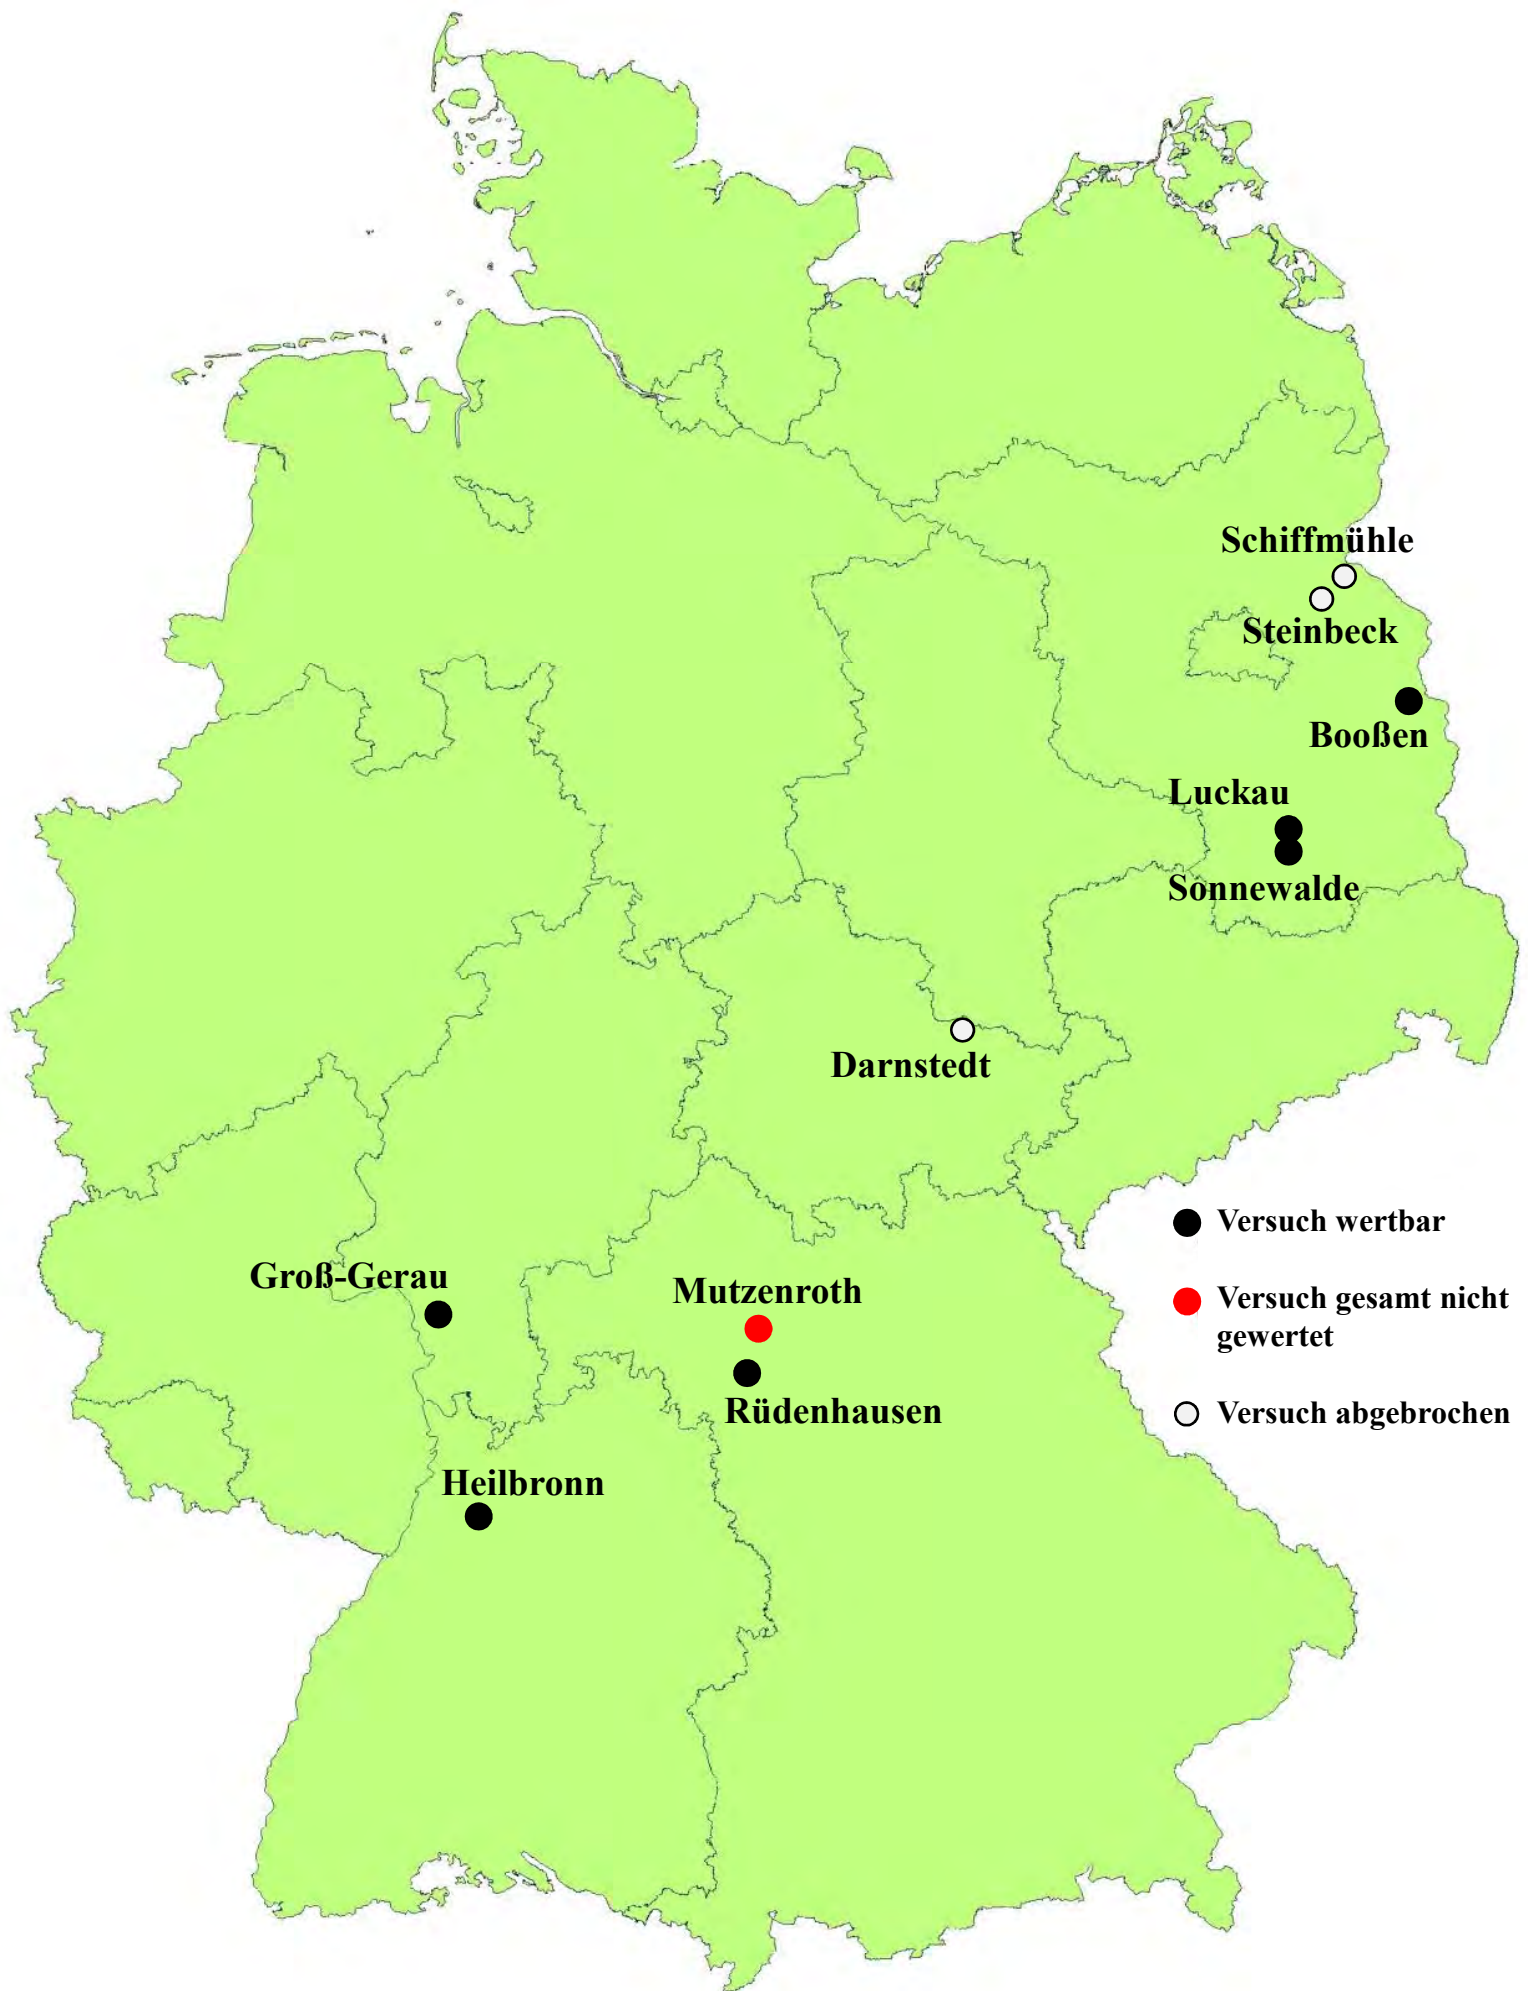 Schiffmühle
Steinbeck
Booßen
Luckau
Sonnewalde
Darnstedt
Versuch wertbar
Groß-Gerau
Mutzenroth
Versuch gesamt nicht
gewertet
Rüdenhausen
Versuch abgebrochen
Heilbronn